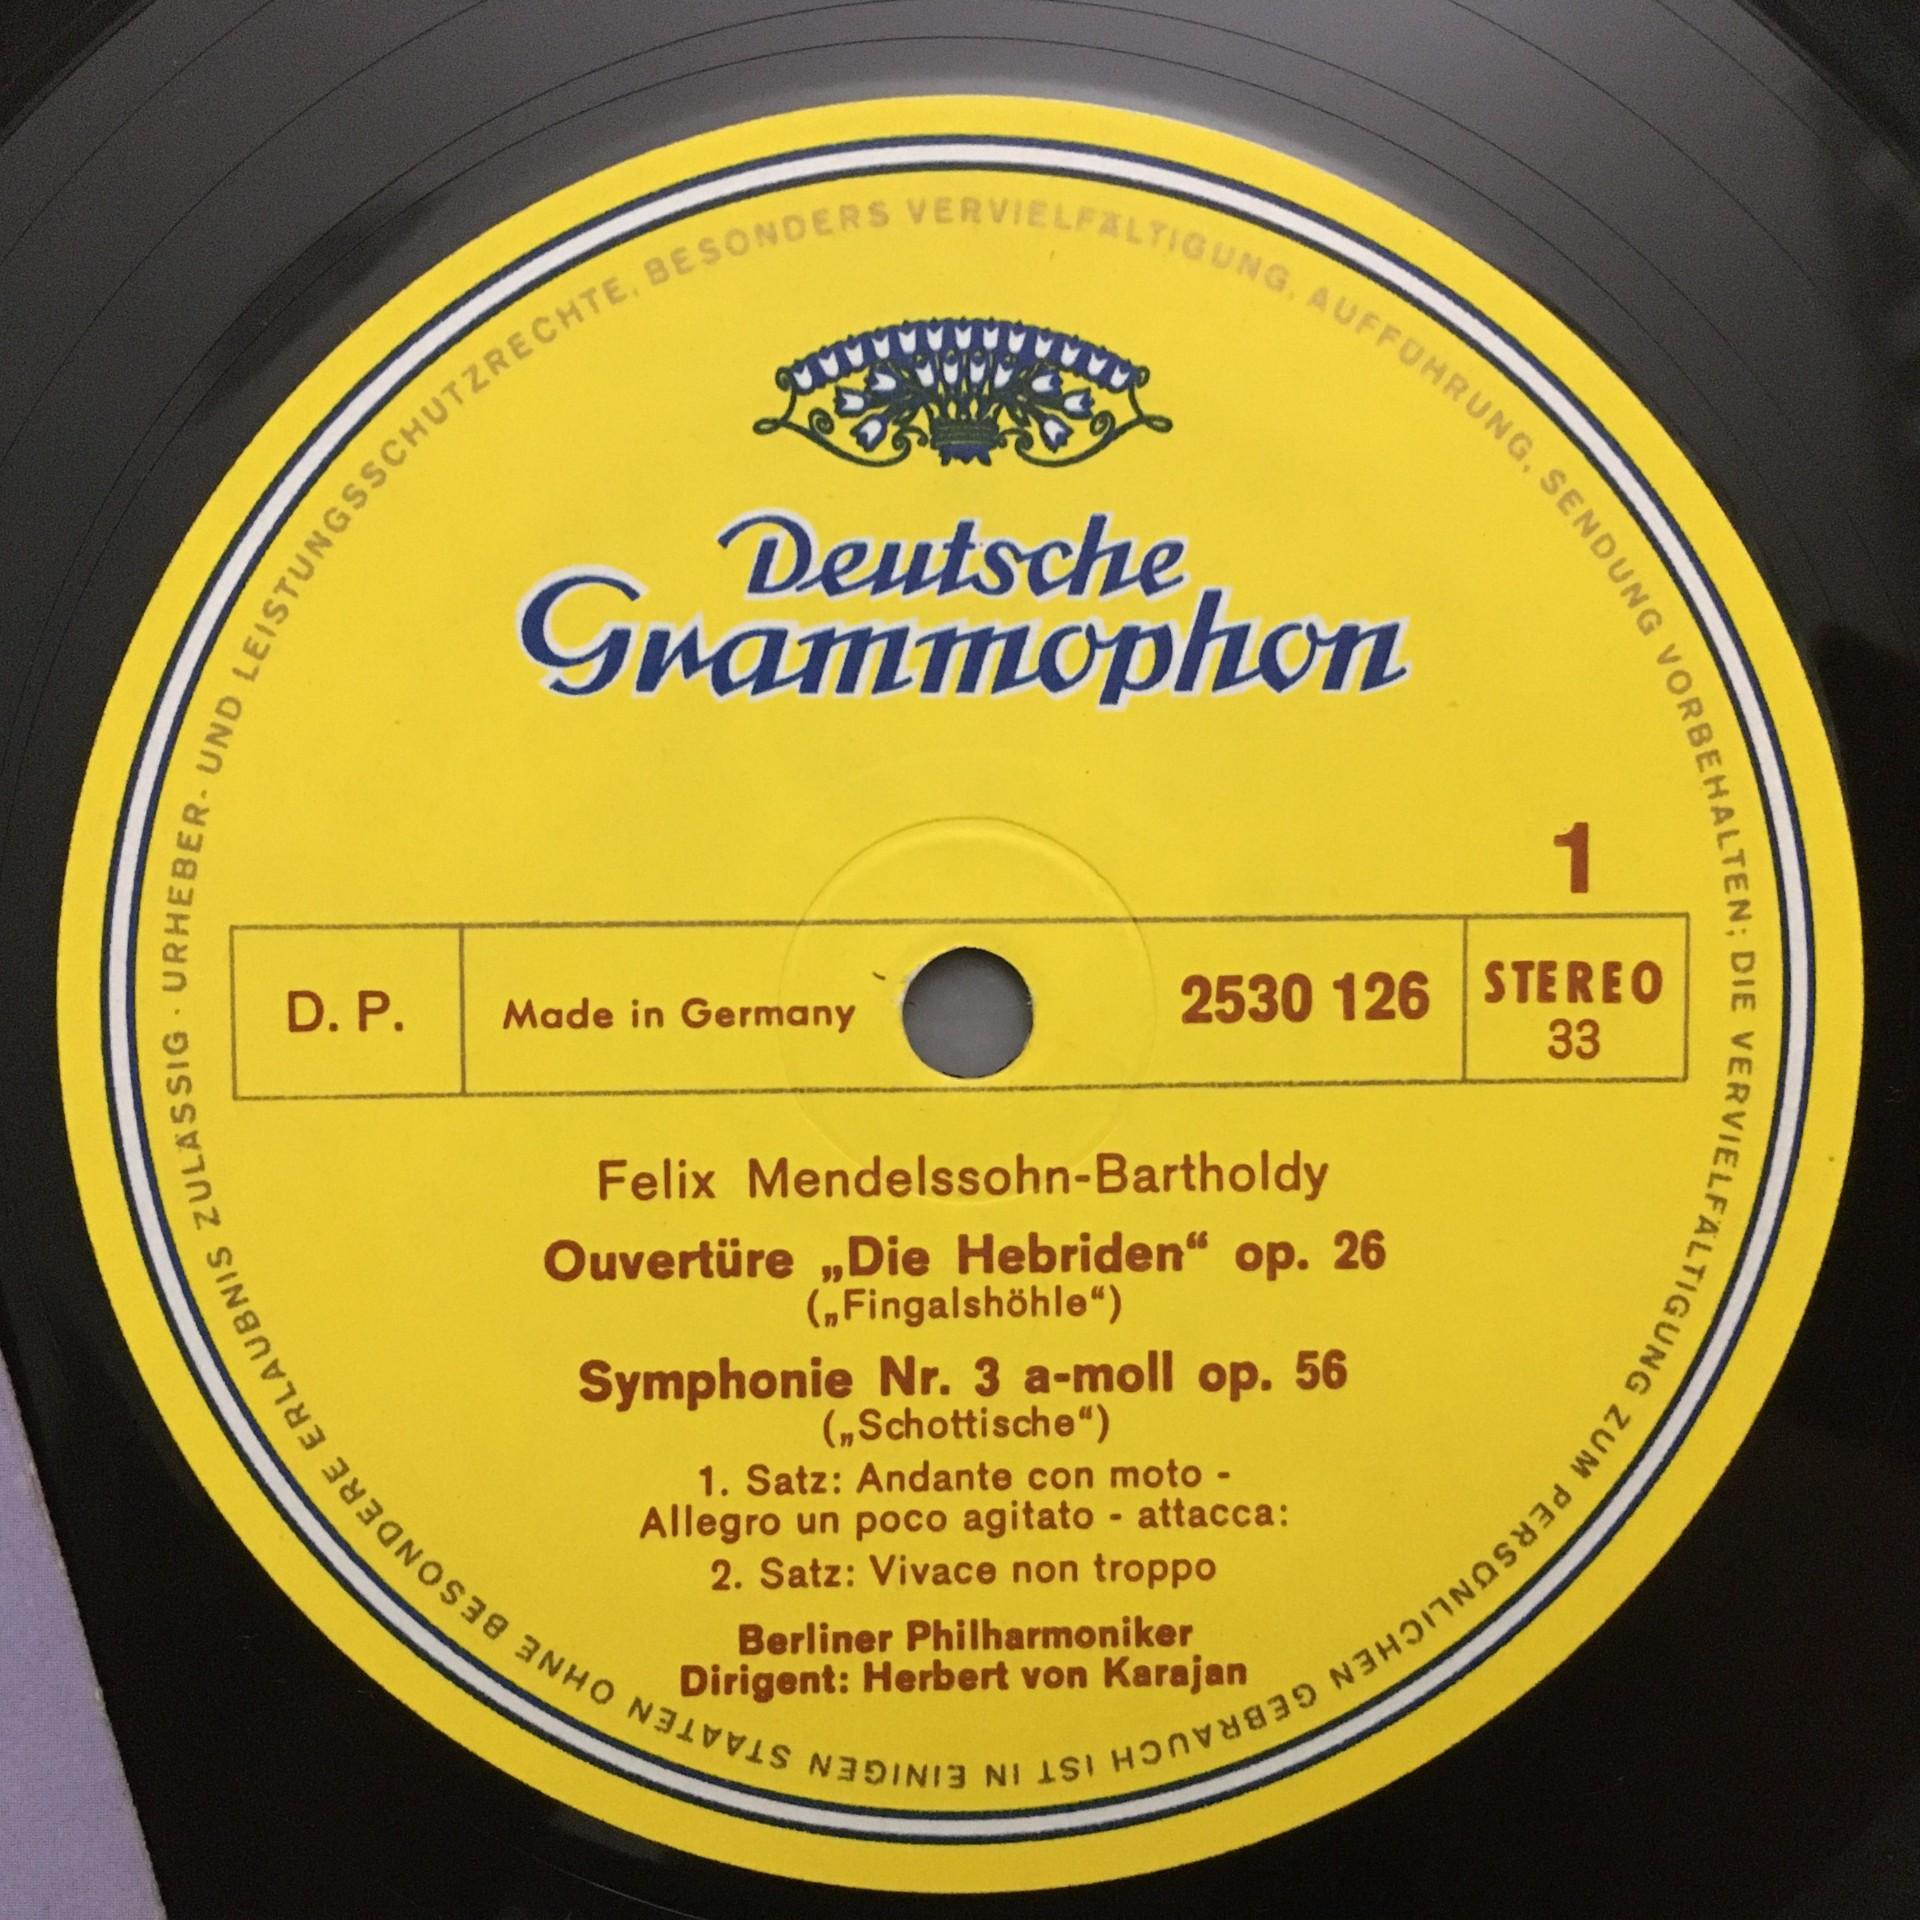 URHEBER- UND LEISTUNGSSCHUTZRECHTE, BESONDERS VERVIELFÄLTIGUNG, AUFFÜHRUNG, SENDUNG VORBEHALTEN; DIE VERVIELFÄLTIGUNG ZUM PERSÖNLICHEN GEBRAUCH IST IN EINIGEN STAATEN OHNE BESONDERE ERLAUBNIS ZULÄSSIG ·
Deutsche
Grammophon
1
D. P.
Made in Germany
2530 126
STEREO
33
Felix Mendelssohn-Bartholdy
Ouvertüre „Die Hebriden“ op. 26
(„Fingalshöhle“)
Symphonie Nr. 3 a-moll op. 56
(„Schottische“)
1. Satz: Andante con moto -
Allegro un poco agitato - attacca:
2. Satz: Vivace non troppo
Berliner Philharmoniker
Dirigent: Herbert von Karajan